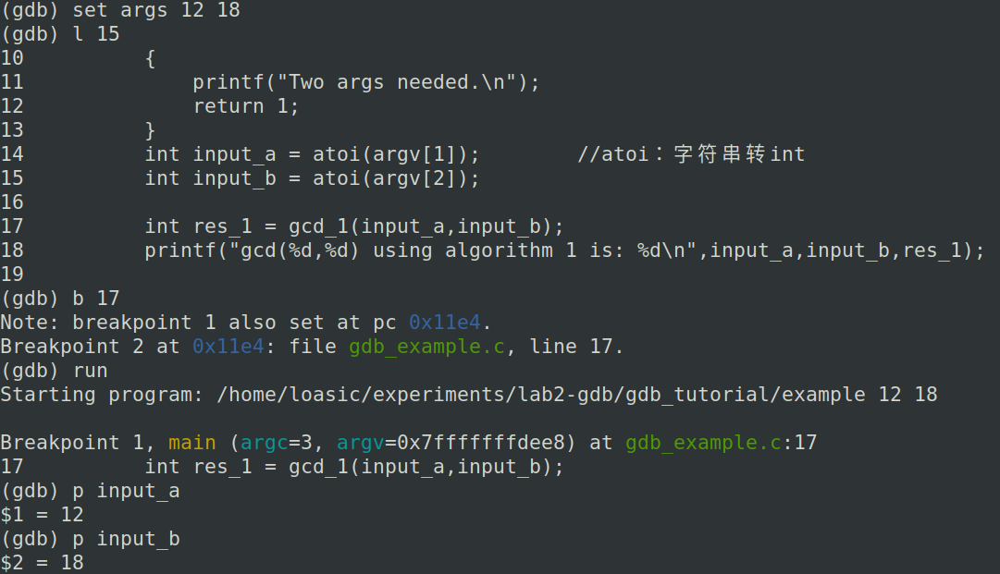 (gdb) set args 12 18
(gdb) l 15
10          {
11              printf("Two args needed.\n");
12              return 1;
13          }
14          int input_a = atoi(argv[1]);        //atoi：字符串转int
15          int input_b = atoi(argv[2]);
16
17          int res_1 = gcd_1(input_a,input_b);
18          printf("gcd(%d,%d) using algorithm 1 is: %d\n",input_a,input_b,res_1);
19
(gdb) b 17
Note: breakpoint 1 also set at pc 0x11e4.
Breakpoint 2 at 0x11e4: file gdb_example.c, line 17.
(gdb) run
Starting program: /home/loasic/experiments/lab2-gdb/gdb_tutorial/example 12 18
Breakpoint 1, main (argc=3, argv=0x7fffffffdee8) at gdb_example.c:17
17          int res_1 = gcd_1(input_a,input_b);
(gdb) p input_a
$1 = 12
(gdb) p input_b
$2 = 18